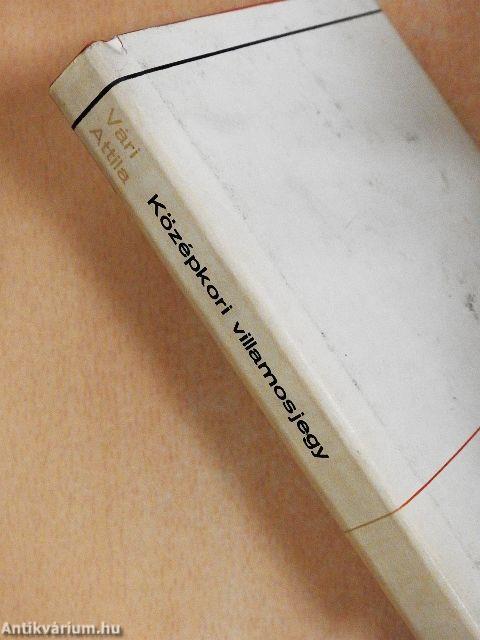 Vári
Attila
Középkori villamosjegy
Antikvárium.hu